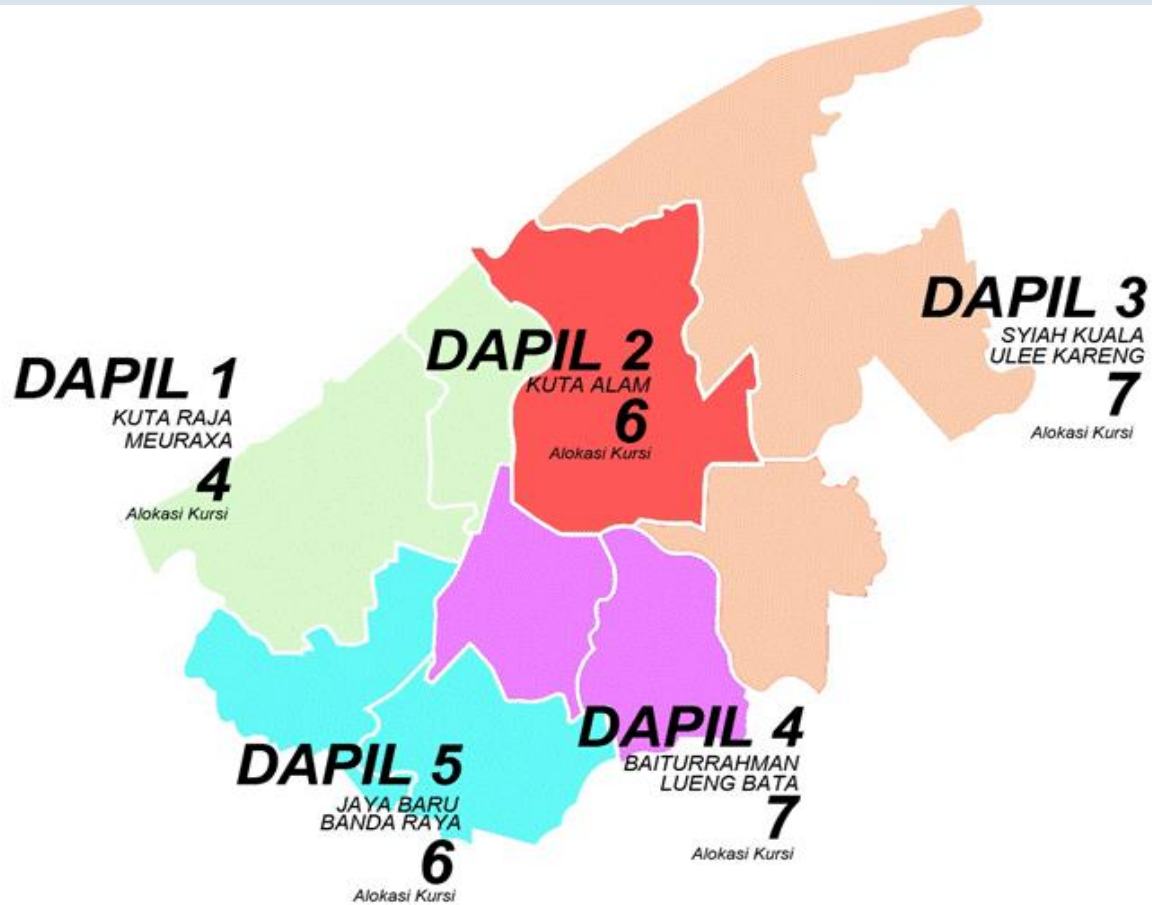 DAPIL 1
KUTA RAJA
MEURAXA
4
Alokasi Kursi
DAPIL 2
KUTA ALAM
6
Alokasi Kursi
DAPIL 3
SYIAH KUALA
ULEE KARENG
7
Alokasi Kursi
DAPIL 4
BAITURRAHMAN
LUENG BATA
7
Alokasi Kursi
DAPIL 5
JAYA BARU
BANDA RAYA
6
Alokasi Kursi